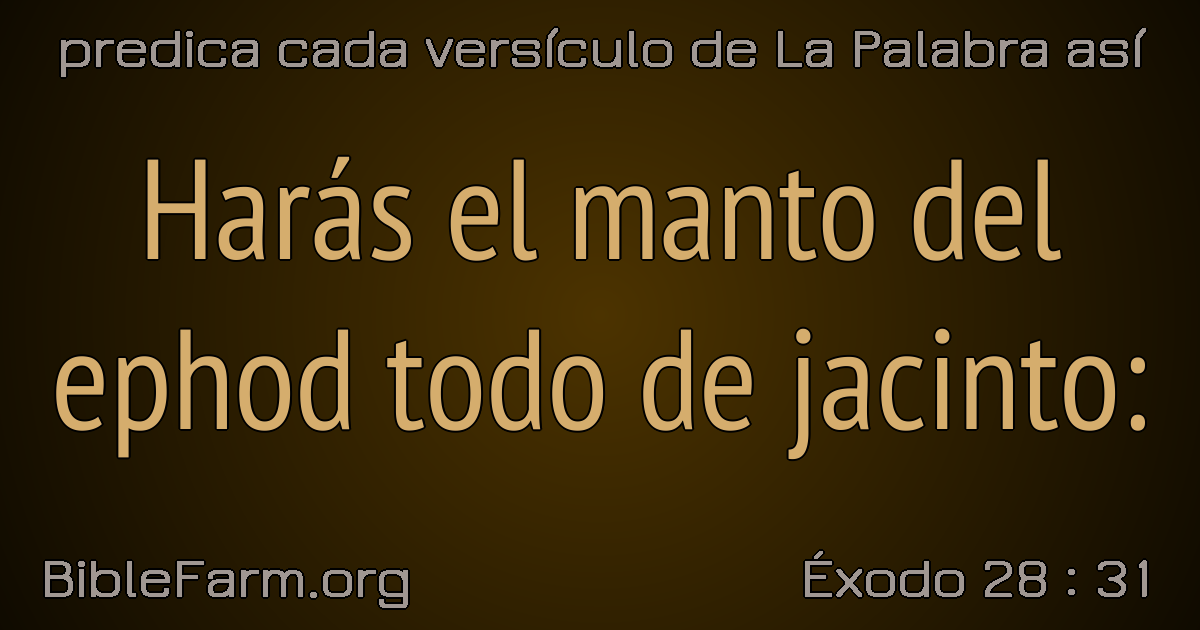 predica cada versículo de La Palabra así
Harás el manto del
ephod todo de jacinto:
BibleFarm.org
Éxodo 28 : 31